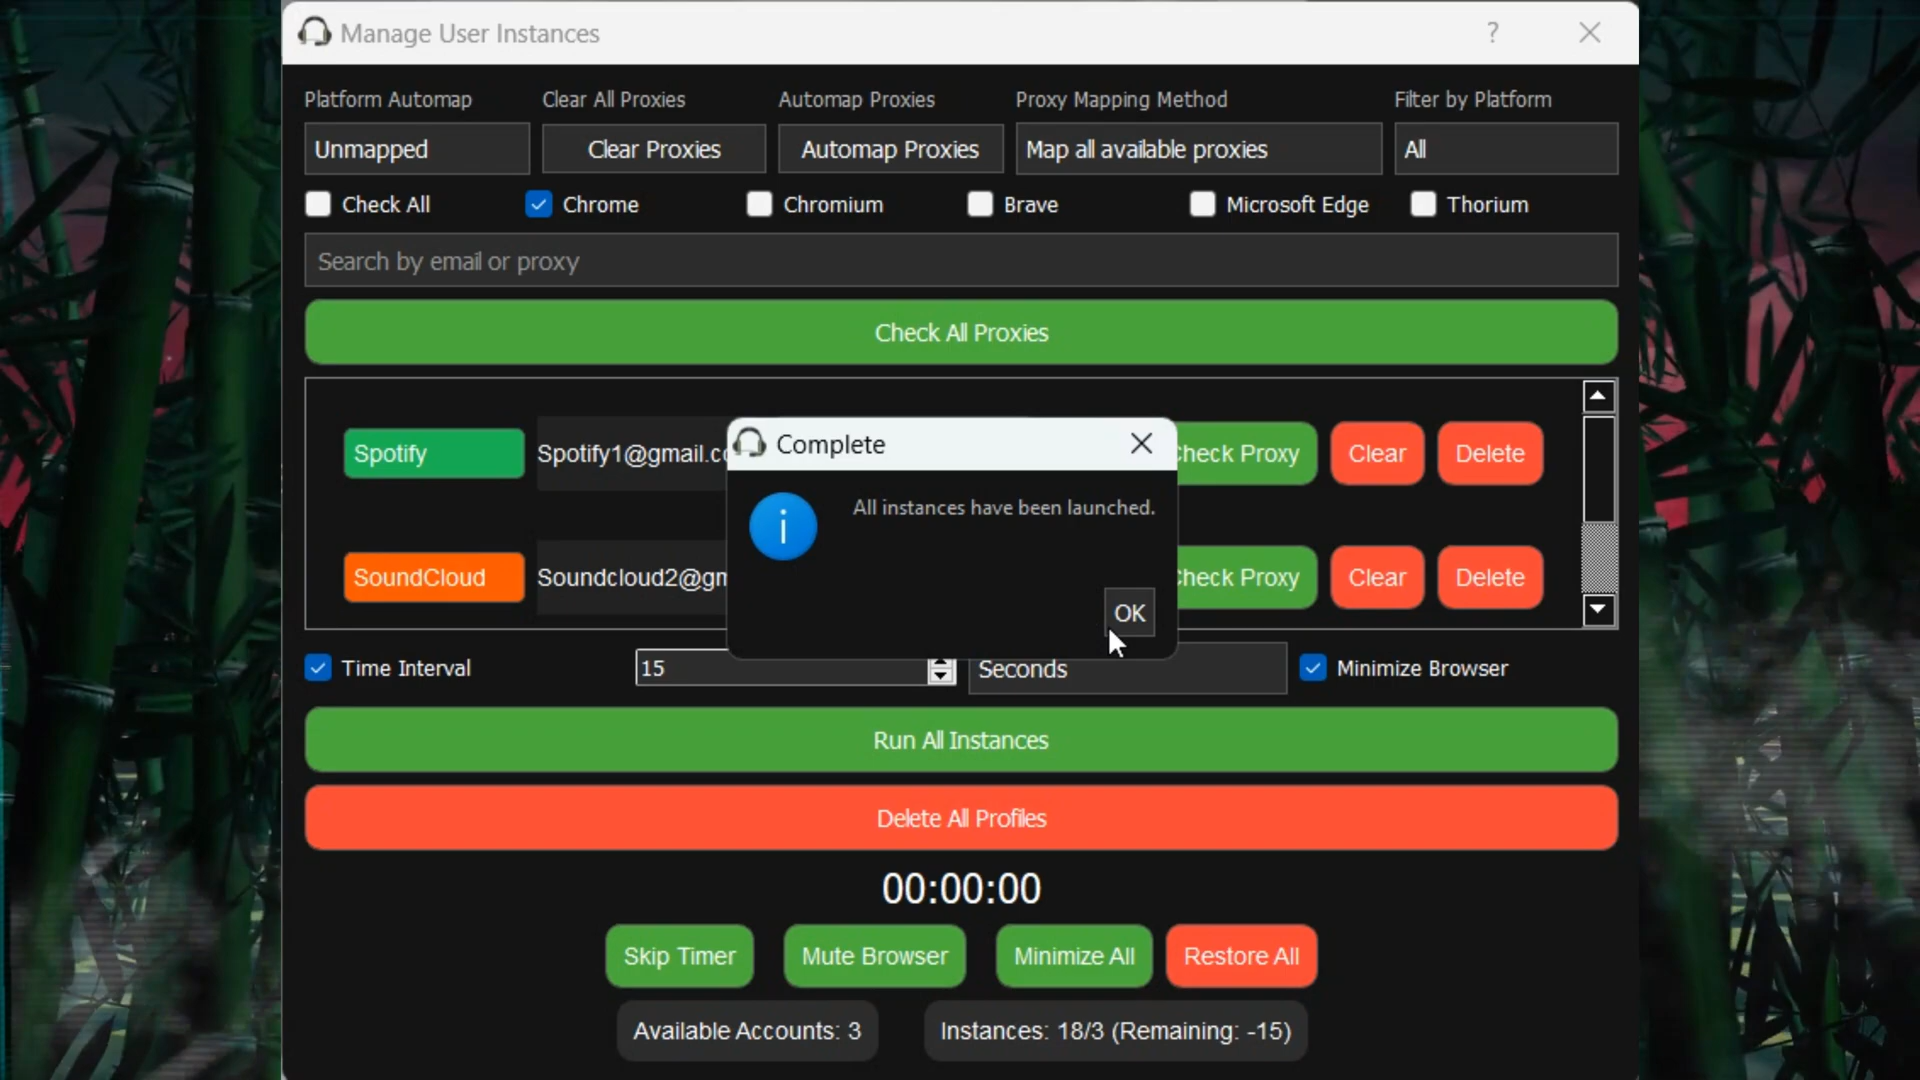 Manage User Instances
?
Platform Automap Clear All Proxies Automap Proxies Proxy Mapping Method Filter by Platform
Unmapped Clear Proxies Automap Proxies Map all available proxies All
Check All Chrome Chromium Brave Microsoft Edge Thorium
Search by email or proxy
Check All Proxies
Complete
Spotify Spotify1@gmail.c Check Proxy Clear Delete
All instances have been launched.
SoundCloud Soundcloud2@gm Check Proxy Clear Delete
OK
Time Interval 15 Seconds Minimize Browser
Run All Instances
Delete All Profiles
00:00:00
Skip Timer Mute Browser Minimize All Restore All
Available Accounts: 3 Instances: 18/3 (Remaining: -15)